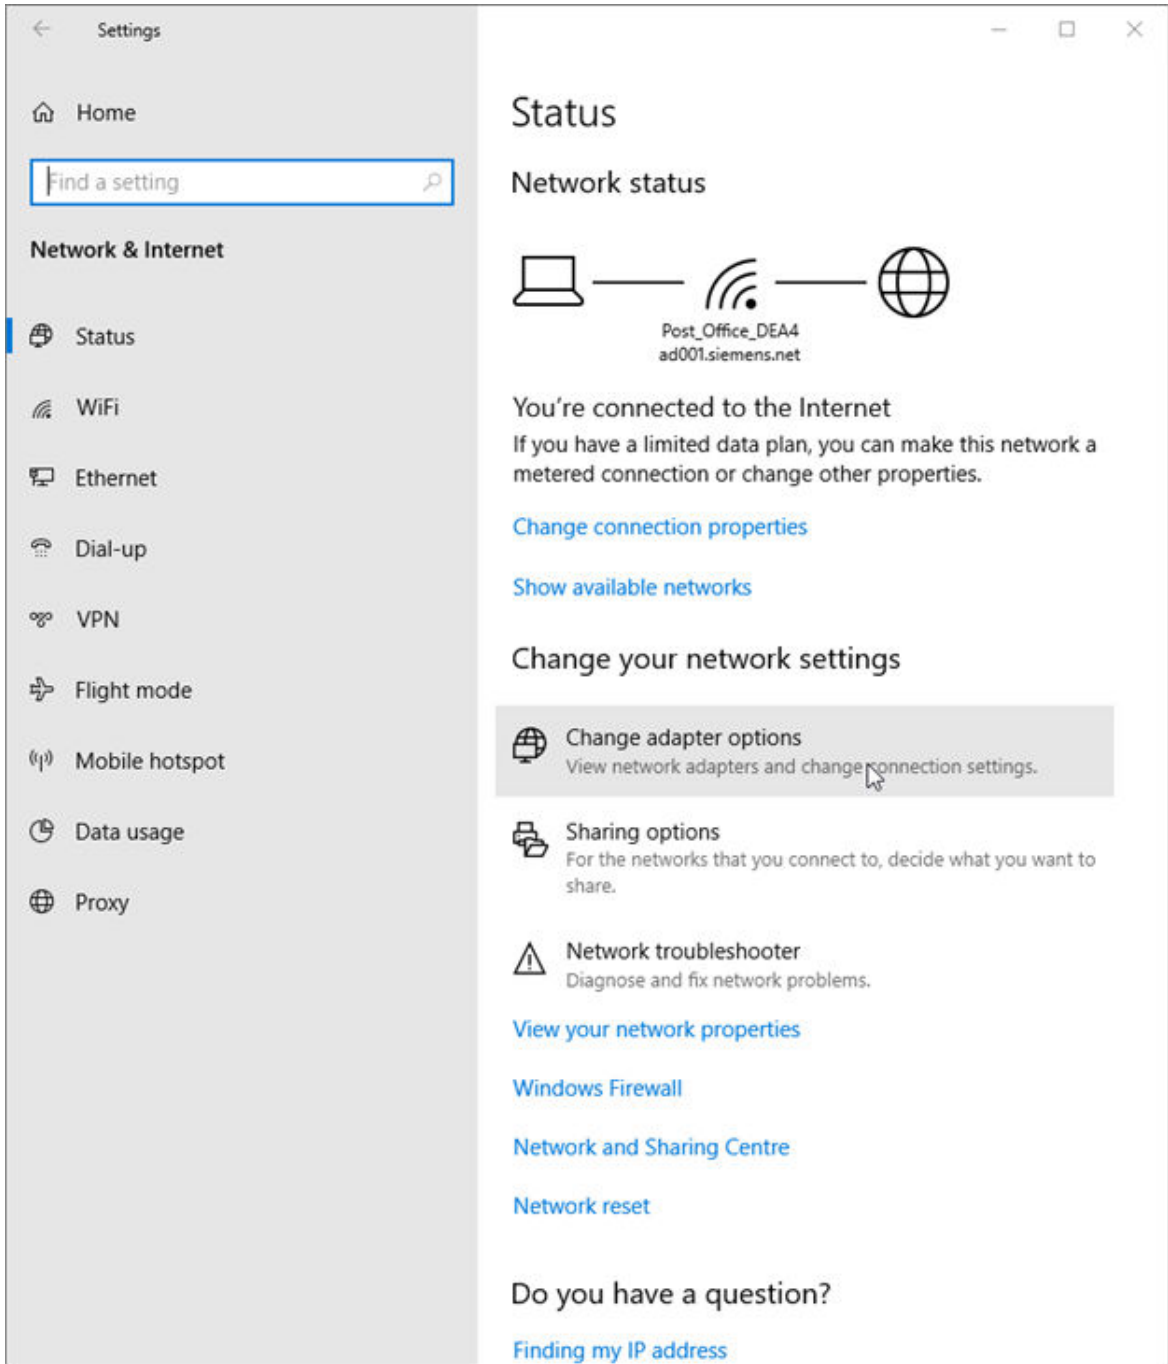 Settings
Home
Find a setting
Network & Internet
Status
WiFi
Ethernet
Dial-up
VPN
Flight mode
Mobile hotspot
Data usage
Proxy
Status
Network status
Post_Office_DEA4
ad001.siemens.net
You're connected to the Internet
If you have a limited data plan, you can make this network a
metered connection or change other properties.
Change connection properties
Show available networks
Change your network settings
Change adapter options
View network adapters and change connection settings.
Sharing options
For the networks that you connect to, decide what you want to
share.
Network troubleshooter
Diagnose and fix network problems.
View your network properties
Windows Firewall
Network and Sharing Centre
Network reset
Do you have a question?
Finding my IP address